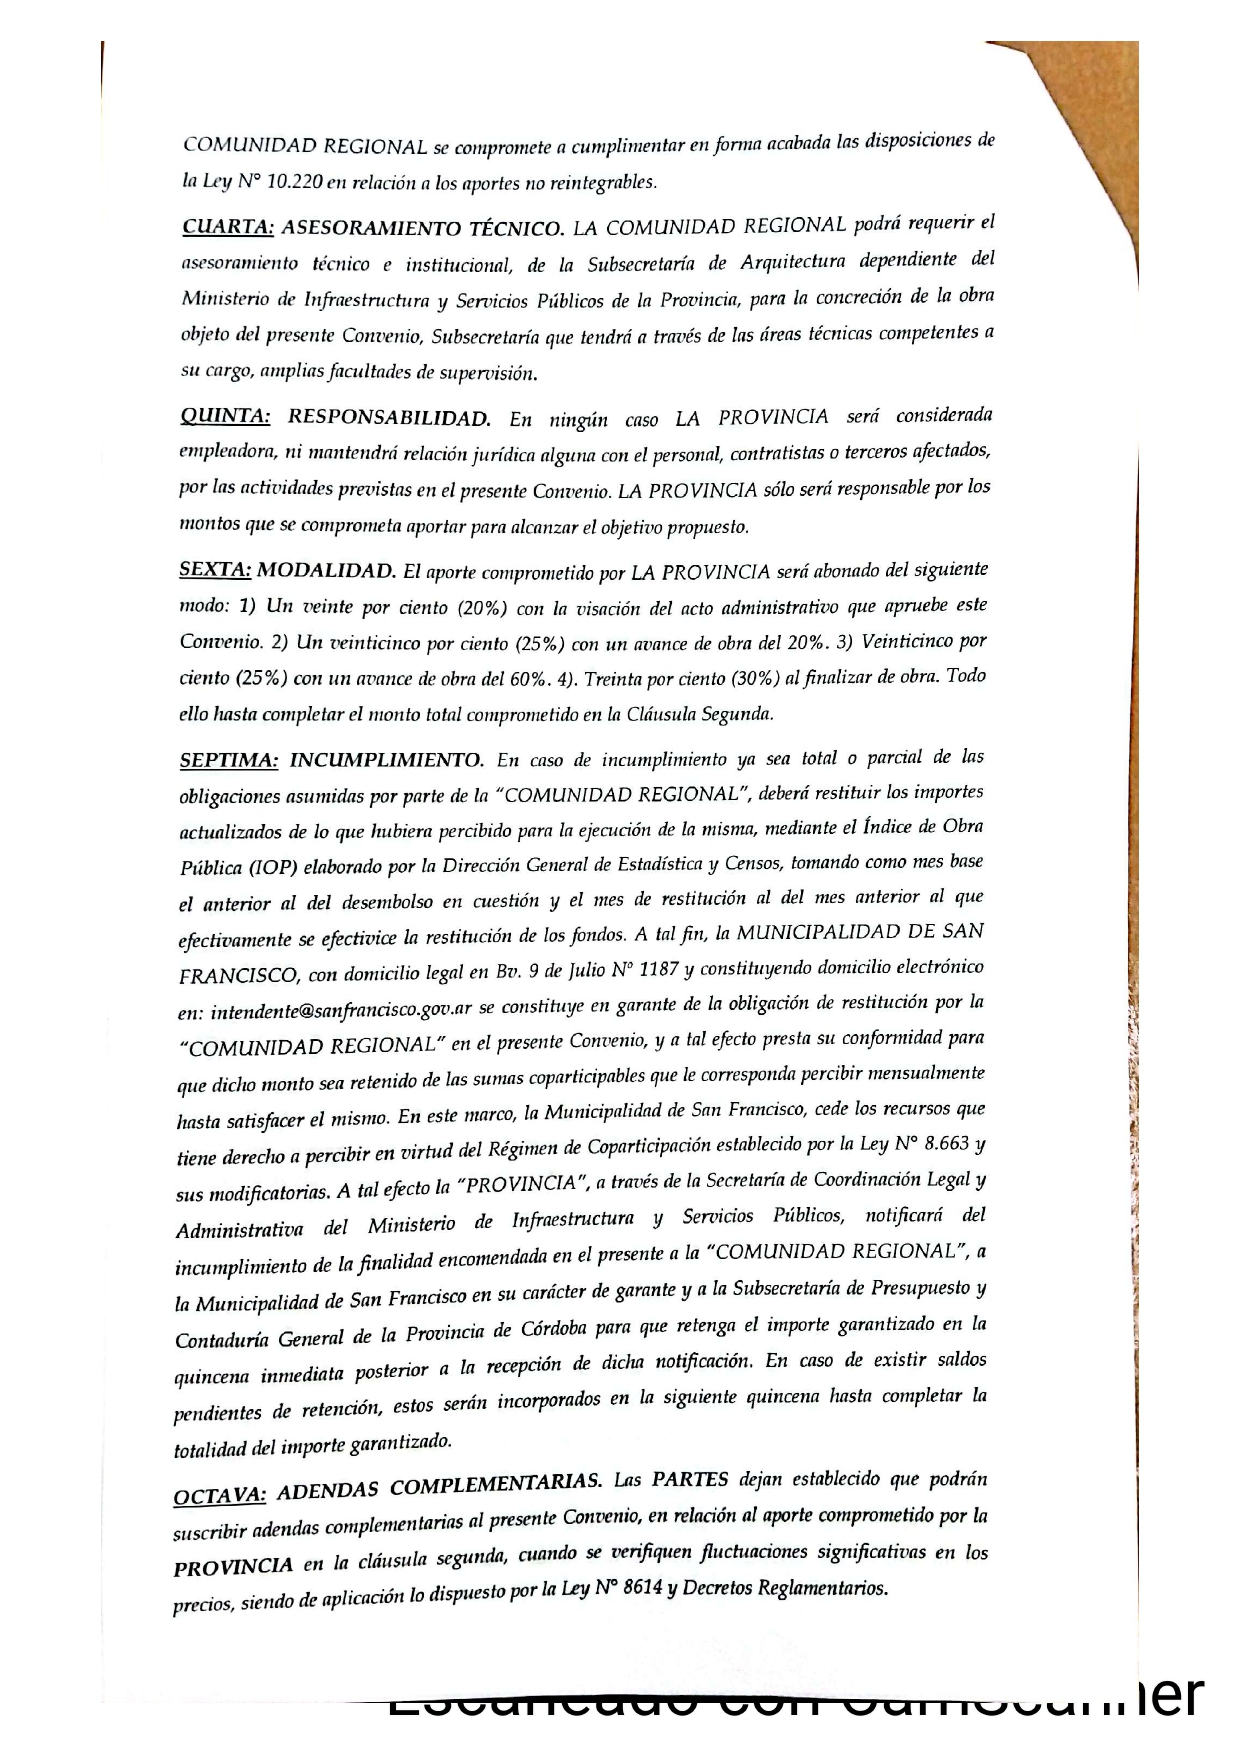 COMUNIDAD REGIONAL se compromete a cumplimentar en forma acabada las disposiciones de
la Ley N° 10.220 en relación a los aportes no reintegrables.
CUARTA: ASESORAMIENTO TÉCNICO. LA COMUNIDAD REGIONAL podrá requerir el
asesoramiento técnico e institucional, de la Subsecretaría de Arquitectura dependiente del
Ministerio de Infraestructura y Servicios Públicos de la Provincia, para la concreción de la obra
objeto del presente Convenio, Subsecretaría que tendrá a través de las áreas técnicas competentes a
su cargo, amplias facultades de supervisión.
QUINTA: RESPONSABILIDAD. En ningún caso LA PROVINCIA será considerada
empleadora, ni mantendrá relación jurídica alguna con el personal, contratistas o terceros afectados,
por las actividades previstas en el presente Convenio. LA PROVINCIA sólo será responsable por los
montos que se comprometa aportar para alcanzar el objetivo propuesto.
SEXTA: MODALIDAD. El aporte comprometido por LA PROVINCIA será abonado del siguiente
modo: 1) Un veinte por ciento (20%) con la visación del acto administrativo que apruebe este
Convenio. 2) Un veinticinco por ciento (25%) con un avance de obra del 20%. 3) Veinticinco por
ciento (25%) con un avance de obra del 60%. 4). Treinta por ciento (30%) al finalizar de obra. Todo
ello hasta completar el monto total comprometido en la Cláusula Segunda.
SEPTIMA: INCUMPLIMIENTO. En caso de incumplimiento ya sea total o parcial de las
obligaciones asumidas por parte de la “COMUNIDAD REGIONAL”, deberá restituir los importes
actualizados de lo que hubiera percibido para la ejecución de la misma, mediante el Índice de Obra
Pública (IOP) elaborado por la Dirección General de Estadística y Censos, tomando como mes base
el anterior al del desembolso en cuestión y el mes de restitución al del mes anterior al que
efectivamente se efectivice la restitución de los fondos. A tal fin, la MUNICIPALIDAD DE SAN
FRANCISCO, con domicilio legal en Bv. 9 de Julio N° 1187 y constituyendo domicilio electrónico
en: intendente@sanfrancisco.gov.ar se constituye en garante de la obligación de restitución por la
“COMUNIDAD REGIONAL” en el presente Convenio, y a tal efecto presta su conformidad para
que dicho monto sea retenido de las sumas coparticipables que le corresponda percibir mensualmente
hasta satisfacer el mismo. En este marco, la Municipalidad de San Francisco, cede los recursos que
tiene derecho a percibir en virtud del Régimen de Coparticipación establecido por la Ley N° 8.663 y
sus modificatorias. A tal efecto la “PROVINCIA”, a través de la Secretaría de Coordinación Legal y
Administrativa del Ministerio de Infraestructura y Servicios Públicos, notificará del
incumplimiento de la finalidad encomendada en el presente a la “COMUNIDAD REGIONAL”, a
la Municipalidad de San Francisco en su carácter de garante y a la Subsecretaría de Presupuesto y
Contaduría General de la Provincia de Córdoba para que retenga el importe garantizado en la
quincena inmediata posterior a la recepción de dicha notificación. En caso de existir saldos
pendientes de retención, estos serán incorporados en la siguiente quincena hasta completar la
totalidad del importe garantizado.
OCTAVA: ADENDAS COMPLEMENTARIAS. Las PARTES dejan establecido que podrán
suscribir adendas complementarias al presente Convenio, en relación al aporte comprometido por la
PROVINCIA en la cláusula segunda, cuando se verifiquen fluctuaciones significativas en los
precios, siendo de aplicación lo dispuesto por la Ley N° 8614 y Decretos Reglamentarios.
Escaneado con CamScanner